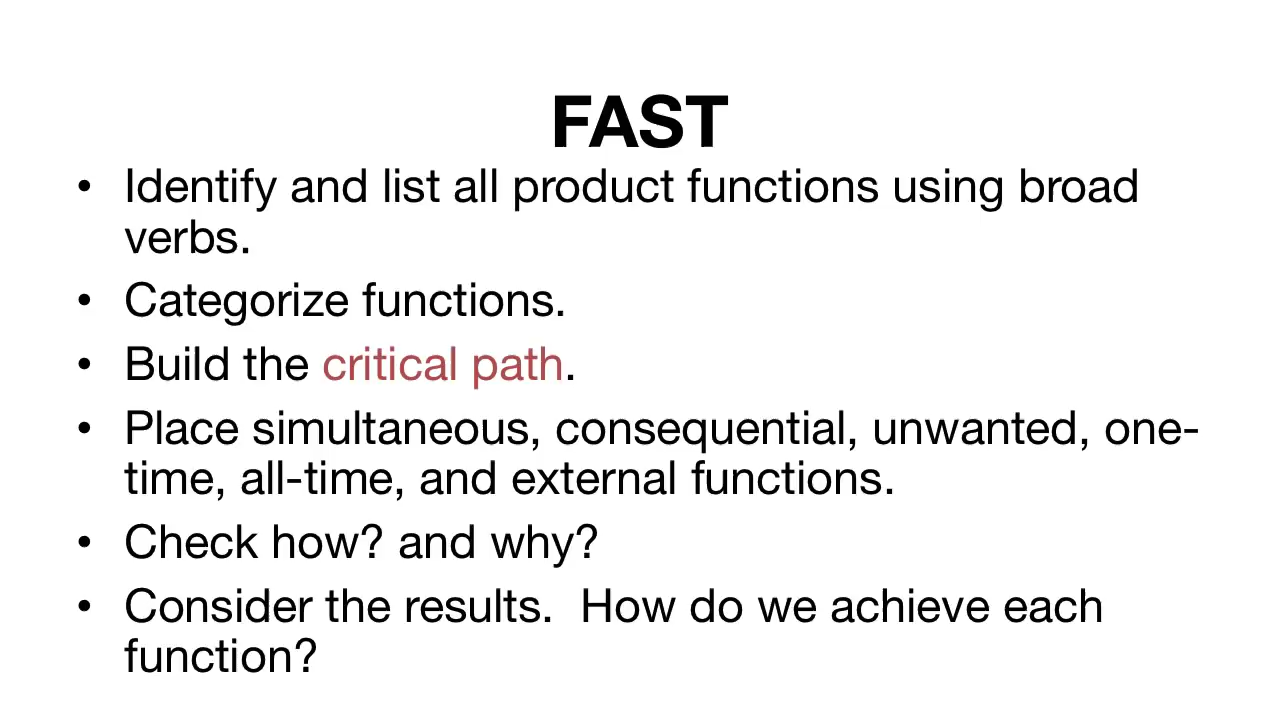 FAST
• Identify and list all product functions using broad
verbs.
• Categorize functions.
• Build the critical path.
• Place simultaneous, consequential, unwanted, one-
time, all-time, and external functions.
• Check how? and why?
• Consider the results.  How do we achieve each
function?